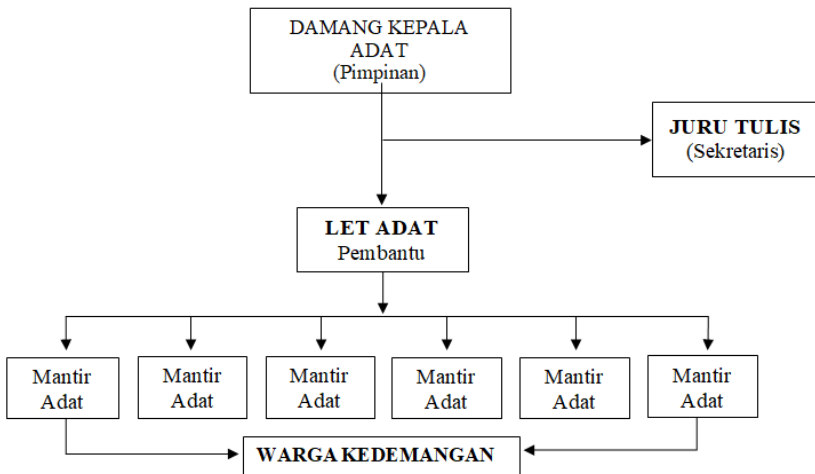 DAMANG KEPALA
ADAT
(Pimpinan)
JURU TULIS
(Sekretaris)
LET ADAT
Pembantu
Mantir
Adat
Mantir
Adat
Mantir
Adat
Mantir
Adat
Mantir
Adat
Mantir
Adat
WARGA KEDEMANGAN